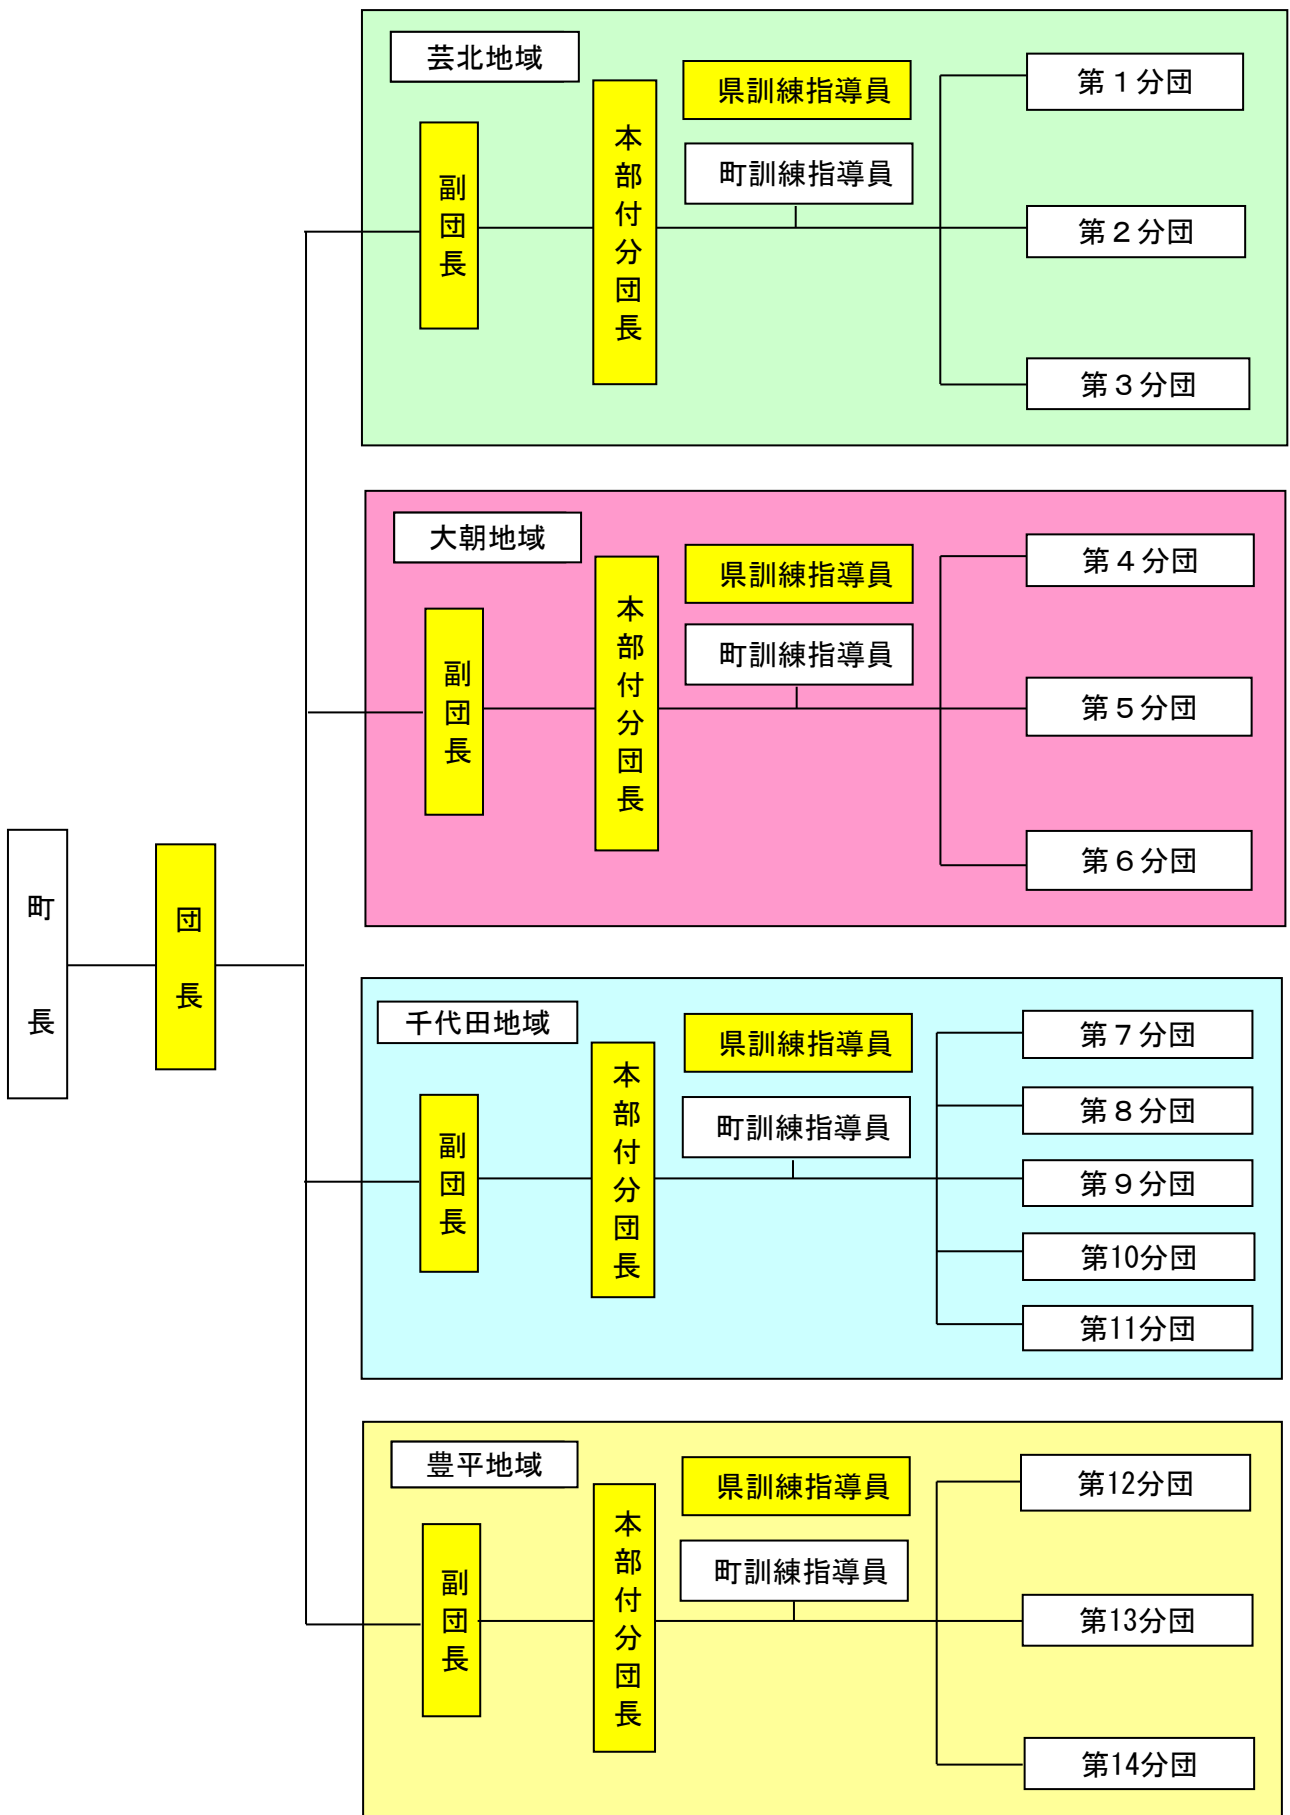 町長
団長
芸北地域
副団長
本部付分団長
県訓練指導員
町訓練指導員
第１分団
第２分団
第３分団
大朝地域
副団長
本部付分団長
県訓練指導員
町訓練指導員
第４分団
第５分団
第６分団
千代田地域
副団長
本部付分団長
県訓練指導員
町訓練指導員
第７分団
第８分団
第９分団
第10分団
第11分団
豊平地域
副団長
本部付分団長
県訓練指導員
町訓練指導員
第12分団
第13分団
第14分団